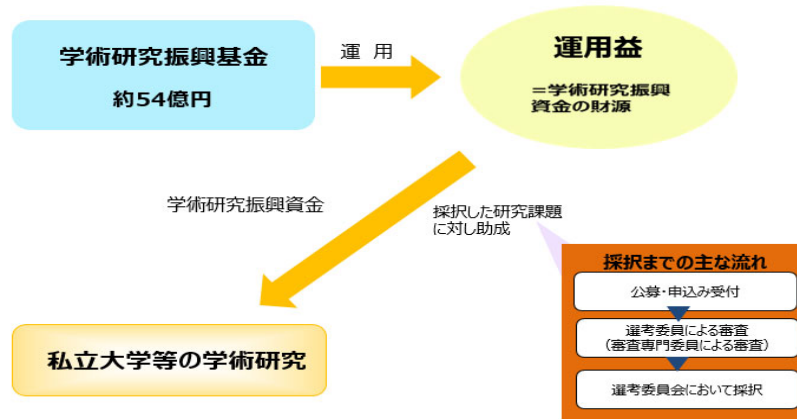 学術研究振興基金
約54億円
運 用
運用益
=学術研究振興
資金の財源
学術研究振興資金
採択した研究課題
に対し助成
採択までの主な流れ
公募・申込み受付
選考委員による審査
(審査専門委員による審査)
選考委員会において採択
私立大学等の学術研究